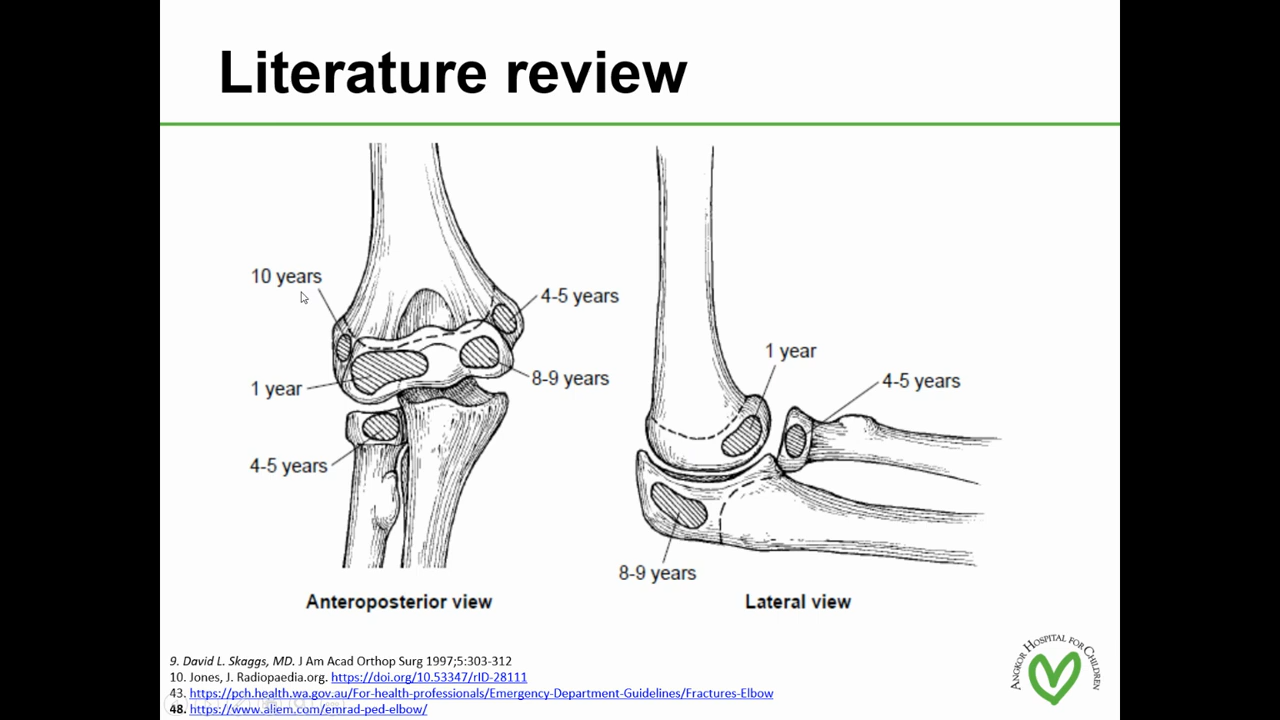 Literature review
10 years
4-5 years
1 year
8-9 years
4-5 years
Anteroposterior view
1 year
4-5 years
8-9 years
Lateral view
9. David L. Skaggs, MD. J Am Acad Orthop Surg 1997;5:303-312
10. Jones, J. Radiopaedia.org. https://doi.org/10.53347/rID-28111
43. https://pch.health.wa.gov.au/For-health-professionals/Emergency-Department-Guidelines/Fractures-Elbow
48. https://www.aliem.com/emrad-ped-elbow/
ANGKOR HOSPITAL FOR CHILDREN